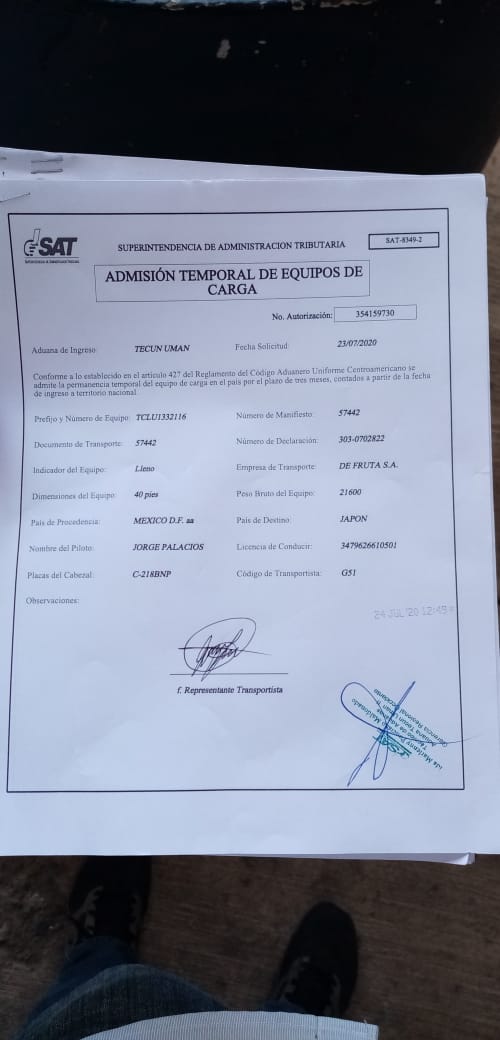 SAT
SUPERINTENDENCIA DE ADMINISTRACION TRIBUTARIA
SAT-8349-2
ADMISIÓN TEMPORAL DE EQUIPOS DE
CARGA
No. Autorización: 354159730
Aduana de Ingreso: TECUN UMAN Fecha Solicitud: 23/07/2020
Conforme a lo establecido en el artículo 427 del Reglamento del Código Aduanero Uniforme Centroamericano se
admite la permanencia temporal del equipo de carga en el país por el plazo de tres meses, contados a partir de la fecha
de ingreso a territorio nacional.
Prefijo y Número de Equipo: TCLU1332116 Número de Manifiesto: 57442
Documento de Transporte: 57442 Número de Declaración: 303-0702822
Indicador del Equipo: Lleno Empresa de Transporte: DE FRUTA S.A.
Dimensiones del Equipo: 40 pies Peso Bruto del Equipo: 21600
País de Procedencia: MEXICO D.F. aa País de Destino: JAPON
Nombre del Piloto: JORGE PALACIOS Licencia de Conducir: 3479626610501
Placas del Cabezal: C-218BNP Código de Transportista: G51
Observaciones:
24 JUL '20 12:49
f. Representante Transportista